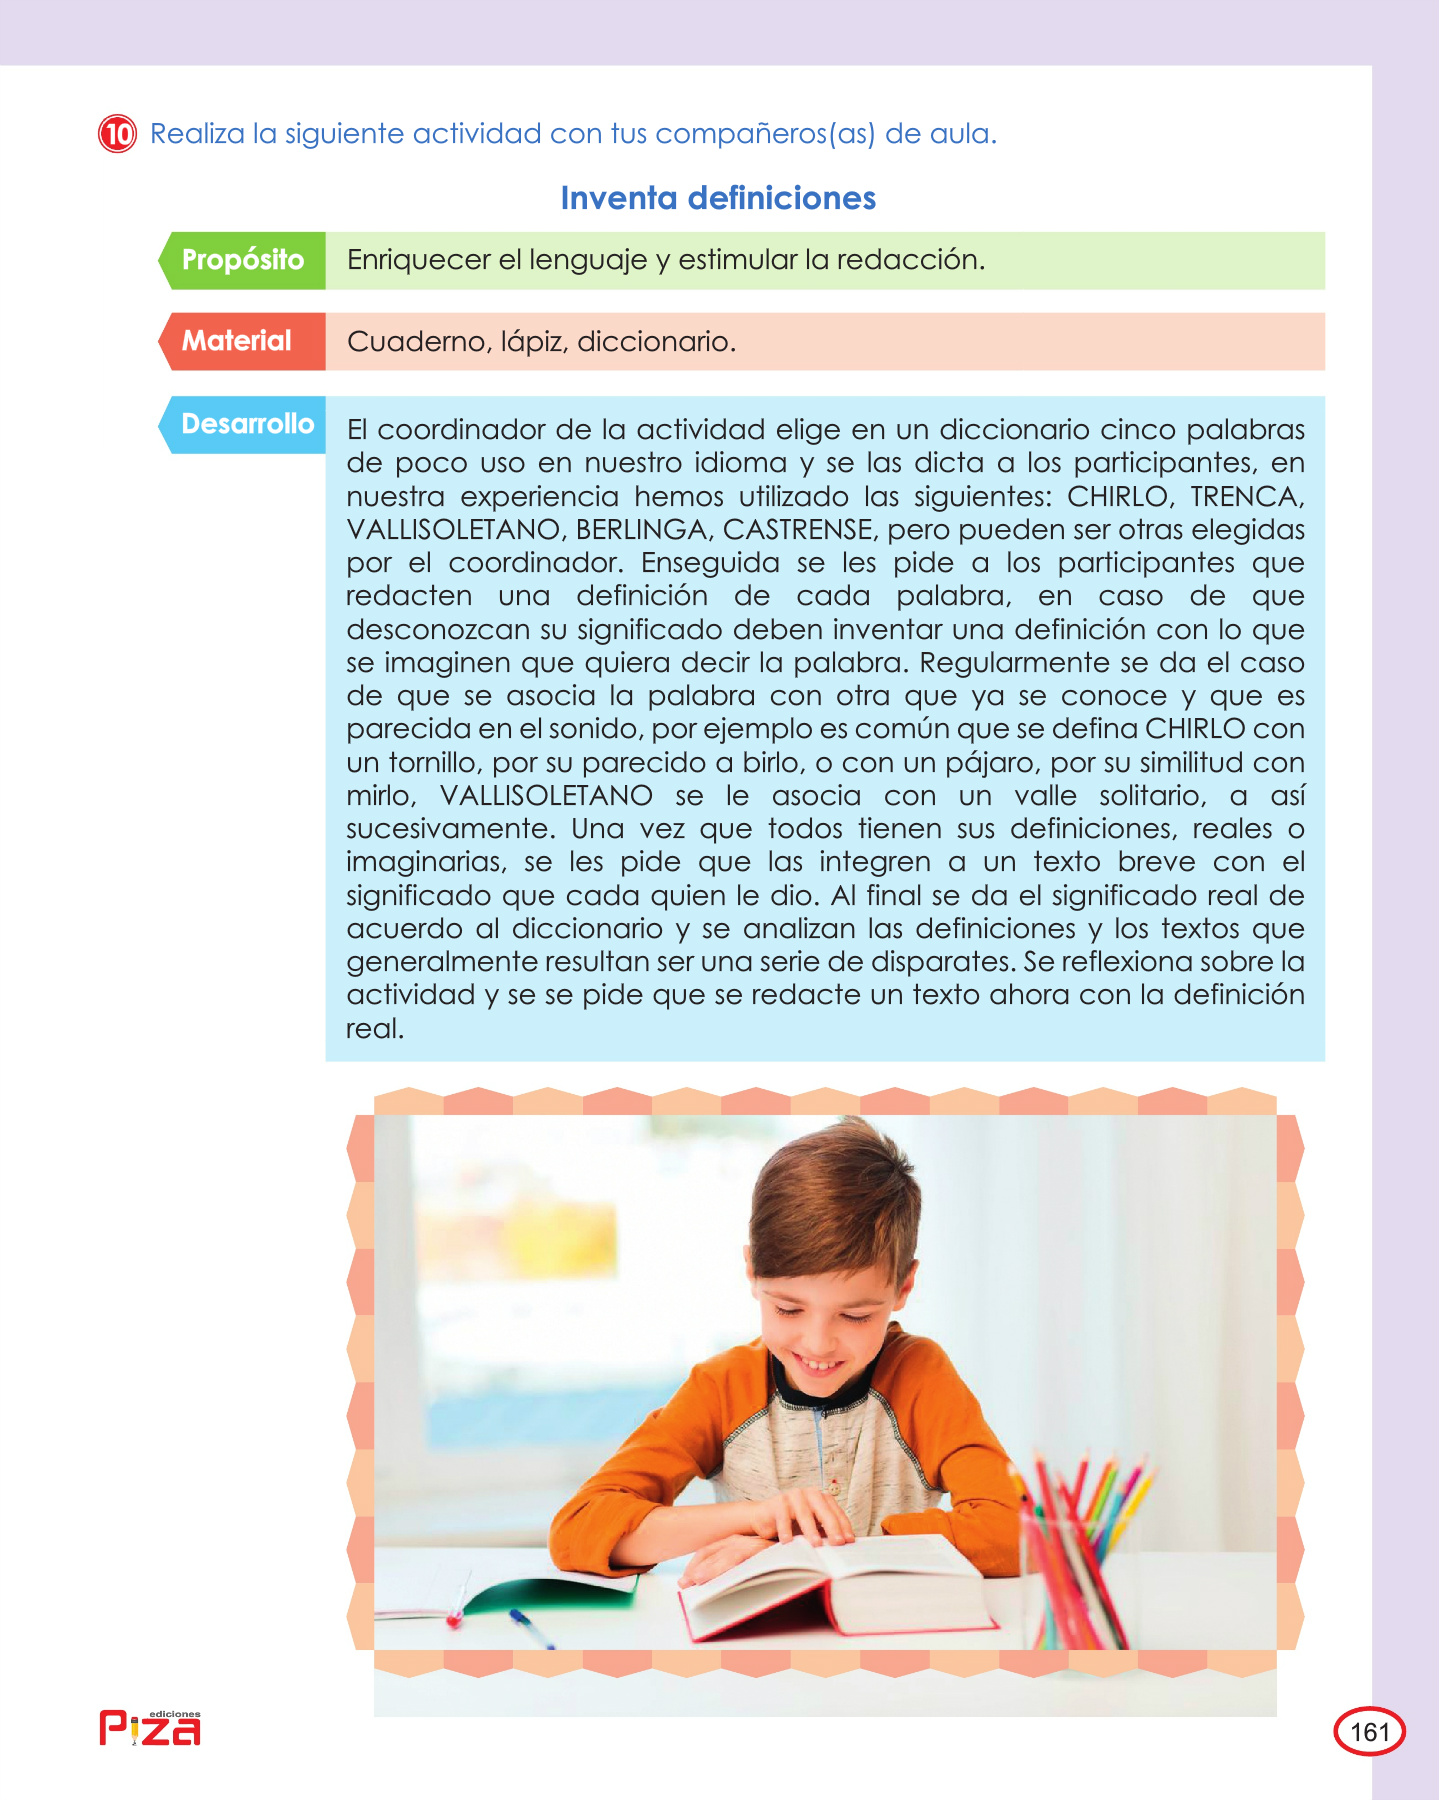 10 Realiza la siguiente actividad con tus compañeros(as) de aula.
Inventa definiciones
Propósito
Enriquecer el lenguaje y estimular la redacción.
Material
Cuaderno, lápiz, diccionario.
Desarrollo
El coordinador de la actividad elige en un diccionario cinco palabras
de poco uso en nuestro idioma y se las dicta a los participantes, en
nuestra experiencia hemos utilizado las siguientes: CHIRLO, TRENCA,
VALLISOLETANO, BERLINGA, CASTRENSE, pero pueden ser otras elegidas
por el coordinador. Enseguida se les pide a los participantes que
redacten una definición de cada palabra, en caso de que
desconozcan su significado deben inventar una definición con lo que
se imaginen que quiera decir la palabra. Regularmente se da el caso
de que se asocia la palabra con otra que ya se conoce y que es
parecida en el sonido, por ejemplo es común que se defina CHIRLO con
un tornillo, por su parecido a birlo, o con un pájaro, por su similitud con
mirlo, VALLISOLETANO se le asocia con un valle solitario, a así
sucesivamente. Una vez que todos tienen sus definiciones, reales o
imaginarias, se les pide que las integren a un texto breve con el
significado que cada quien le dio. Al final se da el significado real de
acuerdo al diccionario y se analizan las definiciones y los textos que
generalmente resultan ser una serie de disparates. Se reflexiona sobre la
actividad y se se pide que se redacte un texto ahora con la definición
real.
ediciones
Piza
161